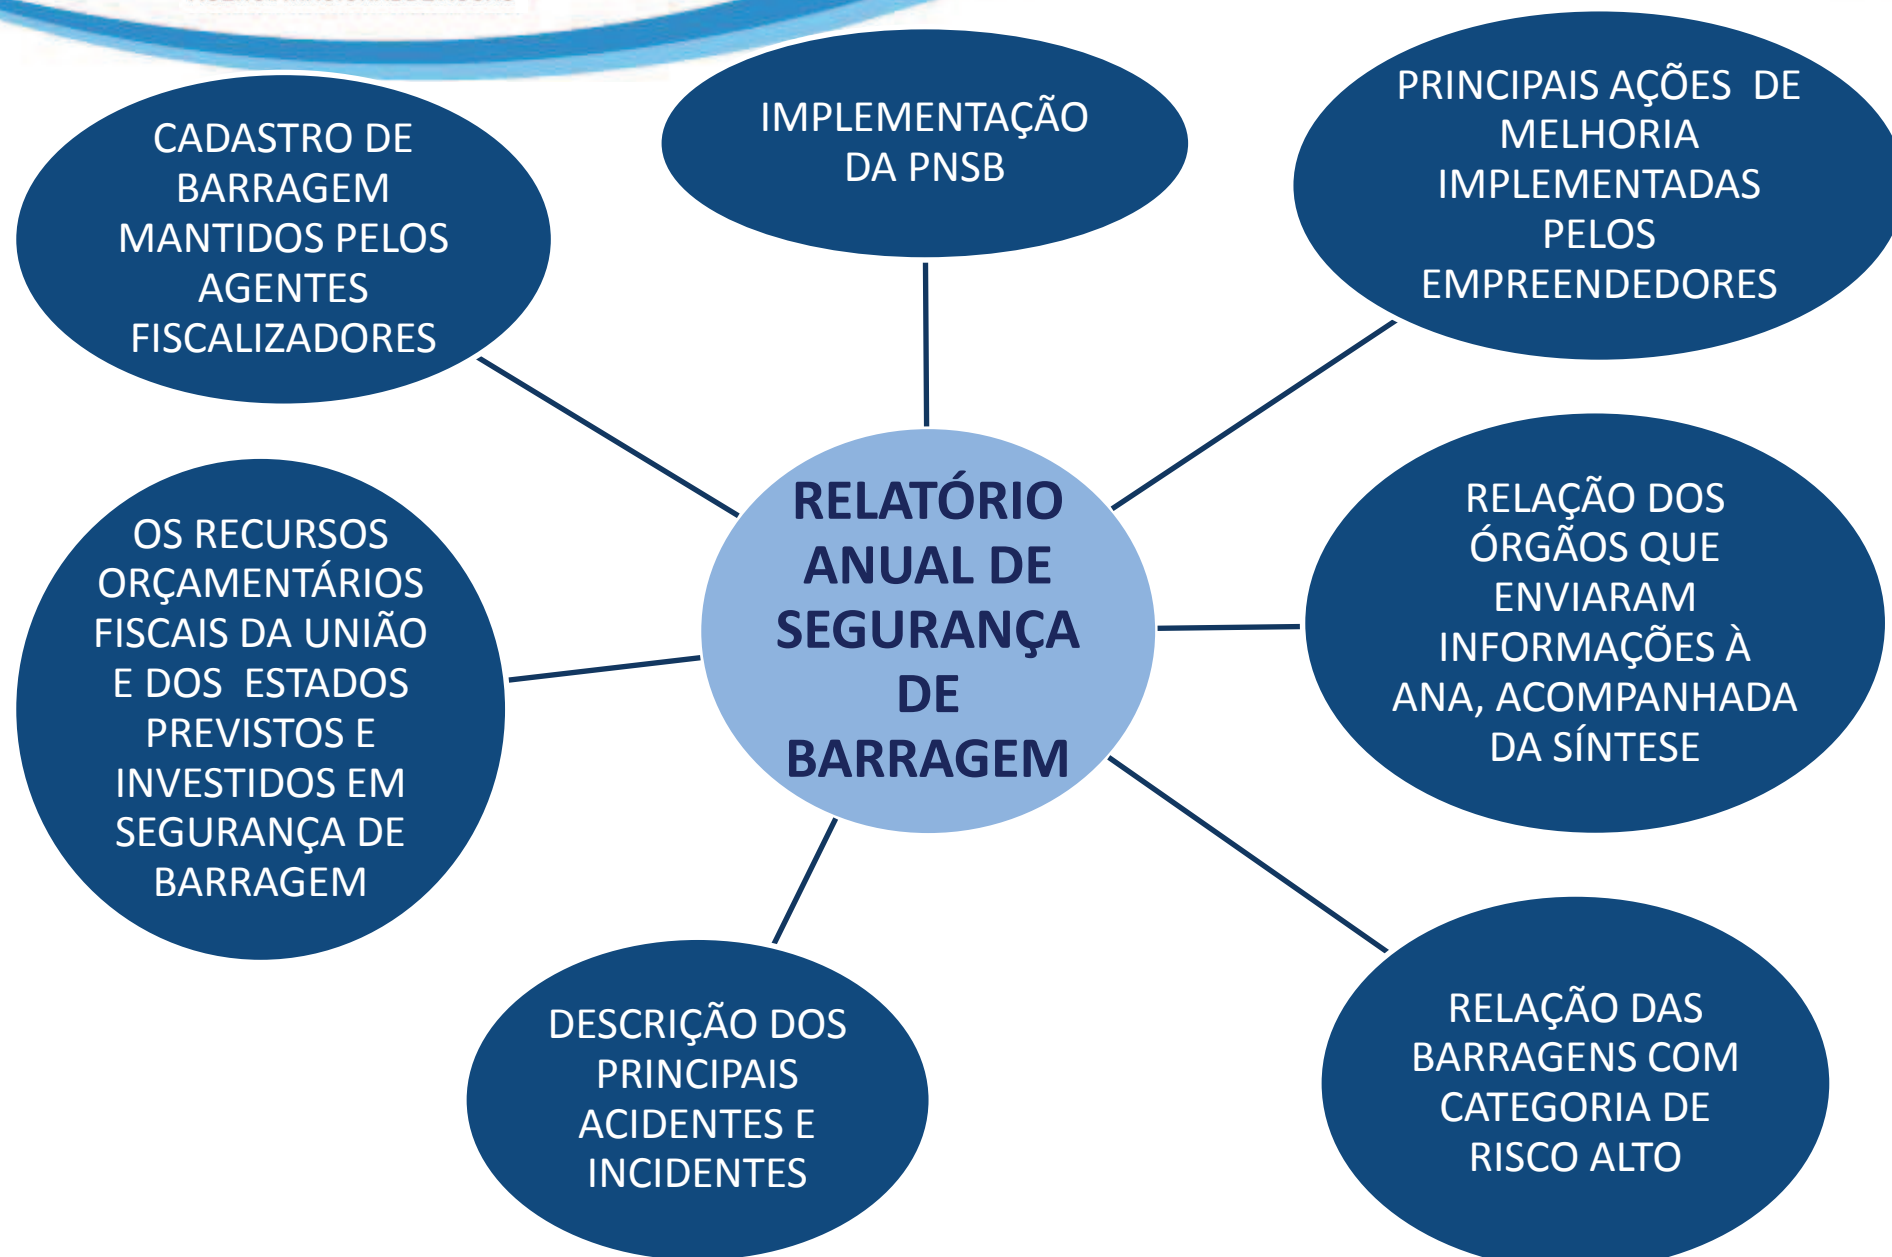 CADASTRO DE
BARRAGEM
MANTIDOS PELOS
AGENTES
FISCALIZADORES
IMPLEMENTAÇÃO
DA PNSB
PRINCIPAIS AÇÕES DE
MELHORIA
IMPLEMENTADAS
PELOS
EMPREENDEDORES
RELATÓRIO
ANUAL DE
SEGURANÇA
DE
BARRAGEM
OS RECURSOS
ORÇAMENTÁRIOS
FISCAIS DA UNIÃO
E DOS ESTADOS
PREVISTOS E
INVESTIDOS EM
SEGURANÇA DE
BARRAGEM
RELAÇÃO DOS
ÓRGÃOS QUE
ENVIARAM
INFORMAÇÕES À
ANA, ACOMPANHADA
DA SÍNTESE
DESCRIÇÃO DOS
PRINCIPAIS
ACIDENTES E
INCIDENTES
RELAÇÃO DAS
BARRAGENS COM
CATEGORIA DE
RISCO ALTO